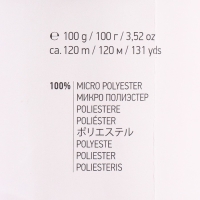 ℮ 100 g / 100 г / 3,52 oz
ca. 120 m / 120 м / 131 yds
100% MICRO POLYESTER
МИКРО ПОЛИЭСТЕР
POLIESTERE
POLIÉSTER
ポリエステル
POLYESTE
POLIESTER
POLIESTERIS